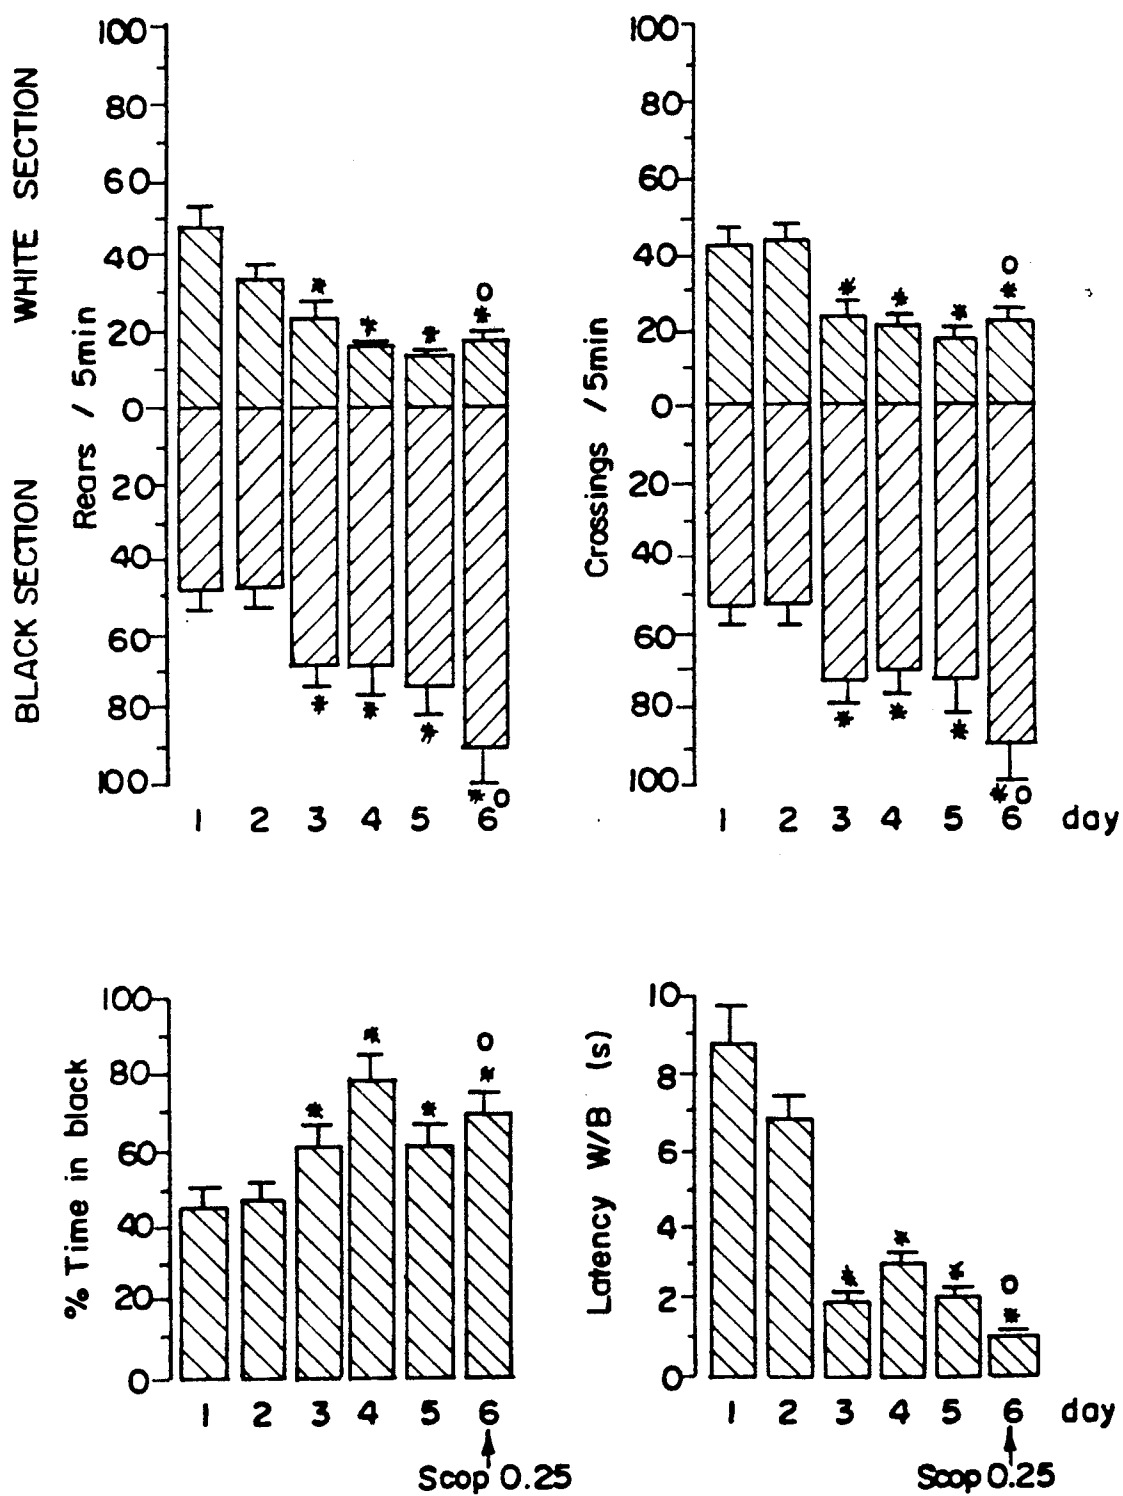 WHITE SECTION
BLACK SECTION
Rears / 5min
100
80
60
40
20
0
20
40
60
80
100
* * * * o
* * * * o
1 2 3 4 5 6
Crossings / 5min
100
80
60
40
20
0
20
40
60
80
100
* * * * o
* * * * o
1 2 3 4 5 6 day
% Time in black
100
80
60
40
20
0
* * * * o
1 2 3 4 5 6
Scop 0.25
Latency W/B (s)
10
8
6
4
2
0
* * * * o
1 2 3 4 5 6 day
Scop 0.25